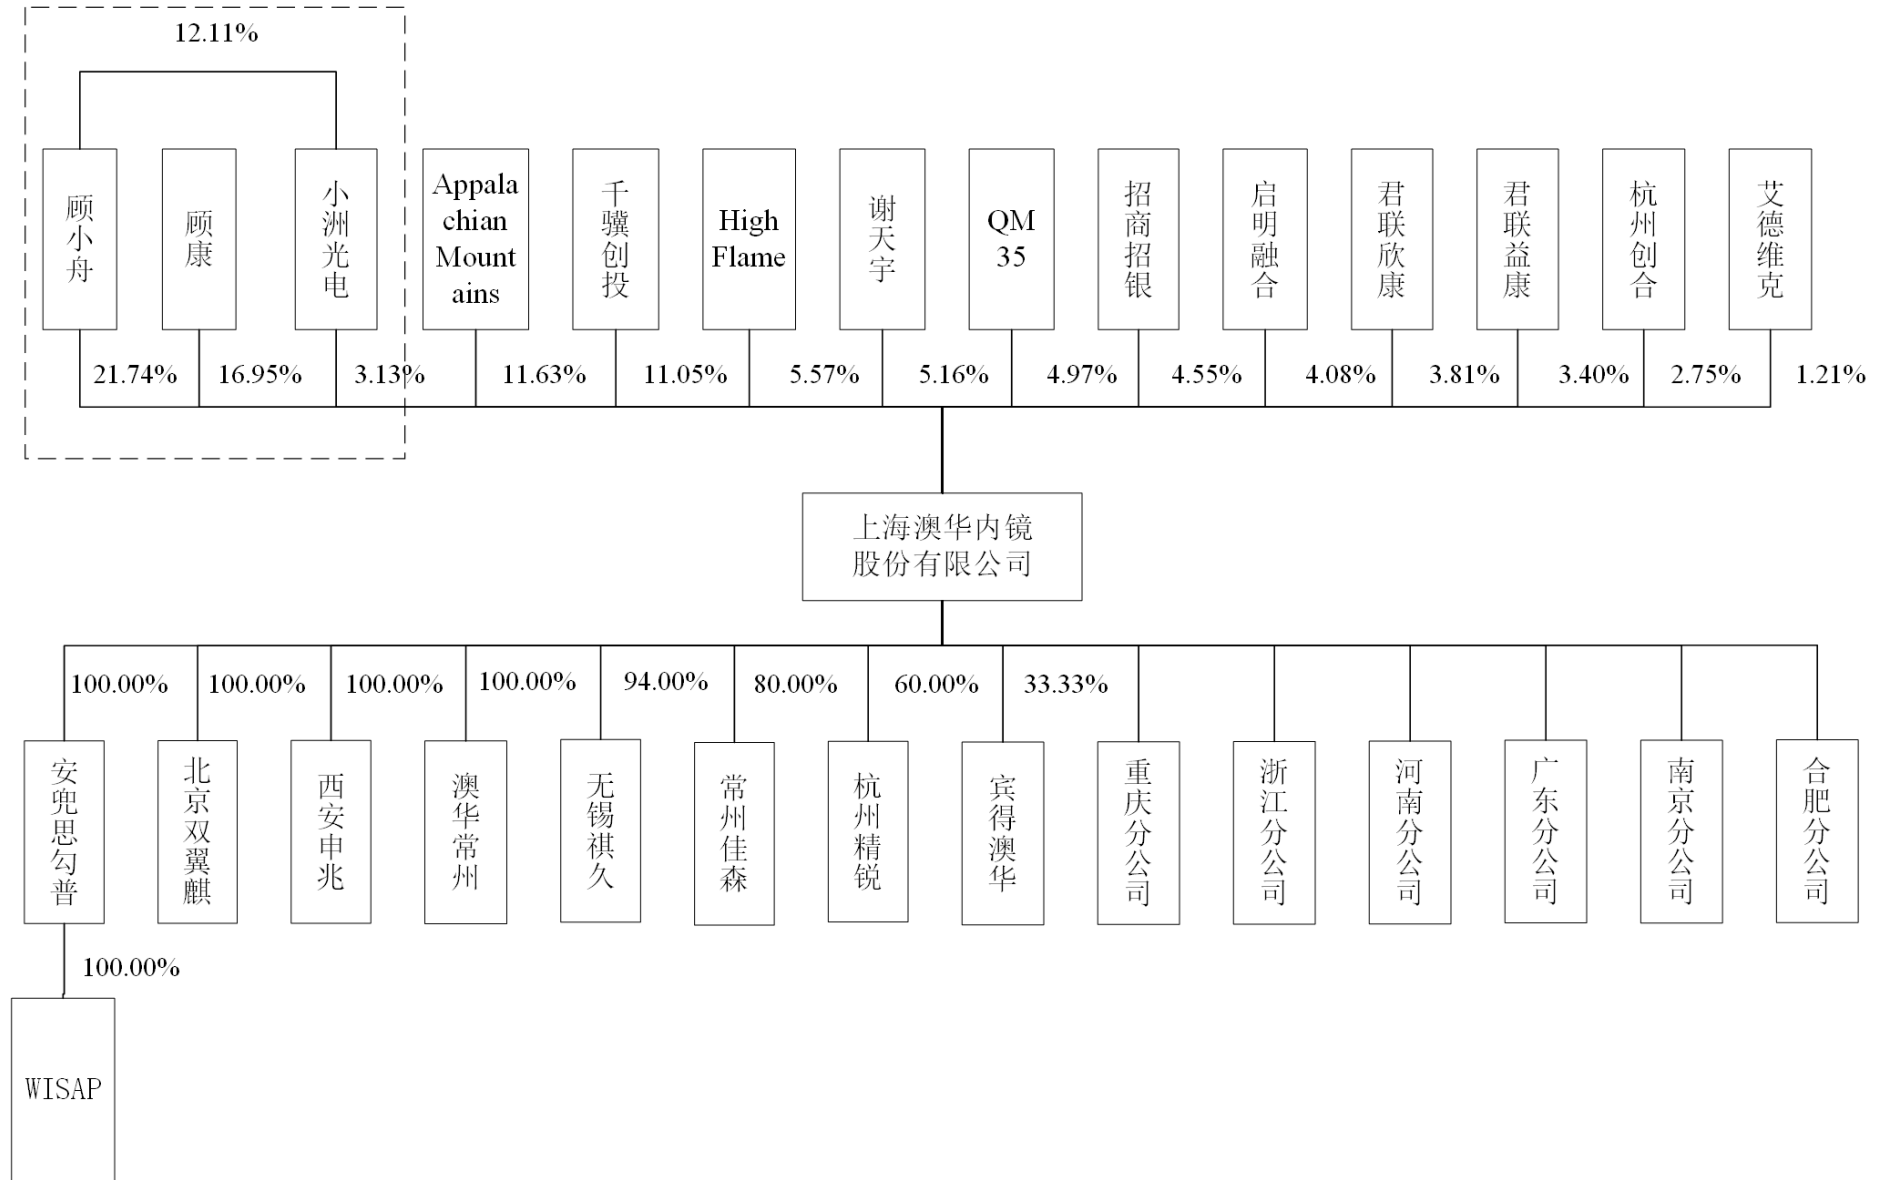 12.11%
顾小舟
顾康
小洲光电
Appala
chian
Mount
ains
千骥创投
High
Flame
谢天宇
QM
35
招商招银
启明融合
君联欣康
君联益康
杭州创合
艾德维克
21.74%
16.95%
3.13%
11.63%
11.05%
5.57%
5.16%
4.97%
4.55%
4.08%
3.81%
3.40%
2.75%
1.21%
上海澳华内镜
股份有限公司
100.00%
100.00%
100.00%
100.00%
94.00%
80.00%
60.00%
33.33%
安兜思勾普
北京双翼麒
西安申兆
澳华常州
无锡祺久
常州佳森
杭州精锐
宾得澳华
重庆分公司
浙江分公司
河南分公司
广东分公司
南京分公司
合肥分公司
100.00%
WISAP